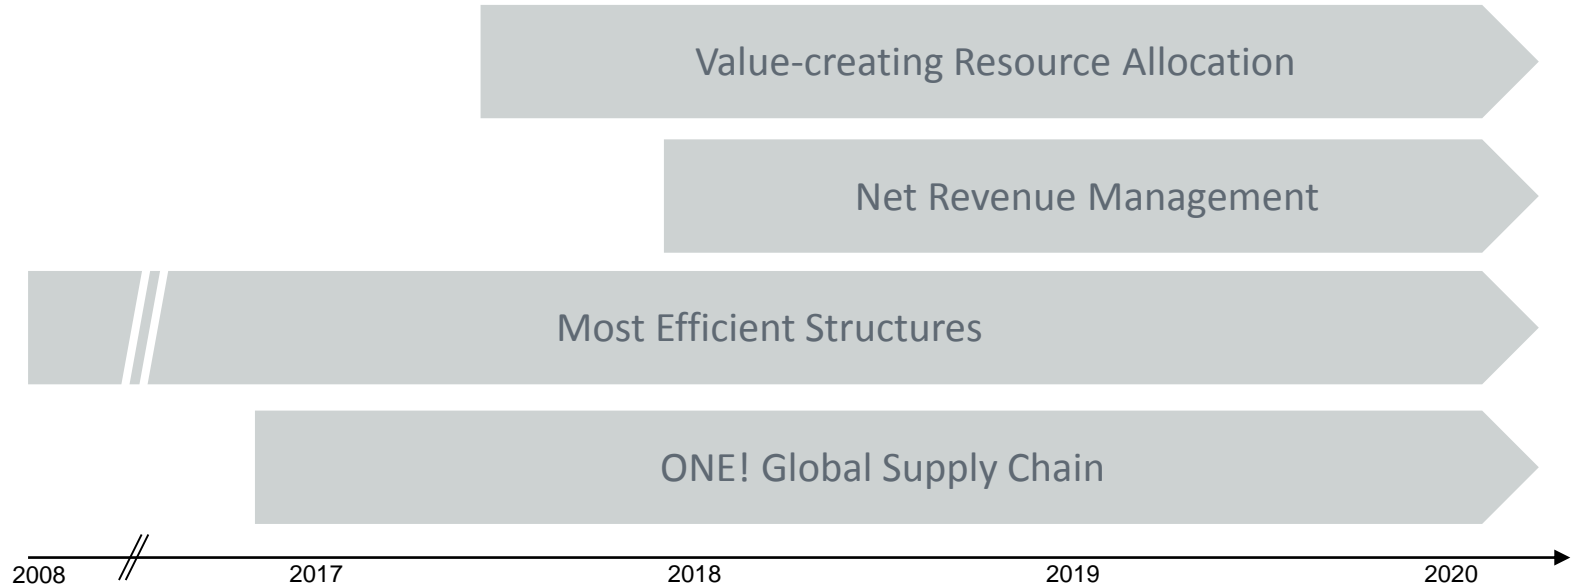 Value-creating Resource Allocation
Net Revenue Management
Most Efficient Structures
ONE! Global Supply Chain
2008 2017 2018 2019 2020